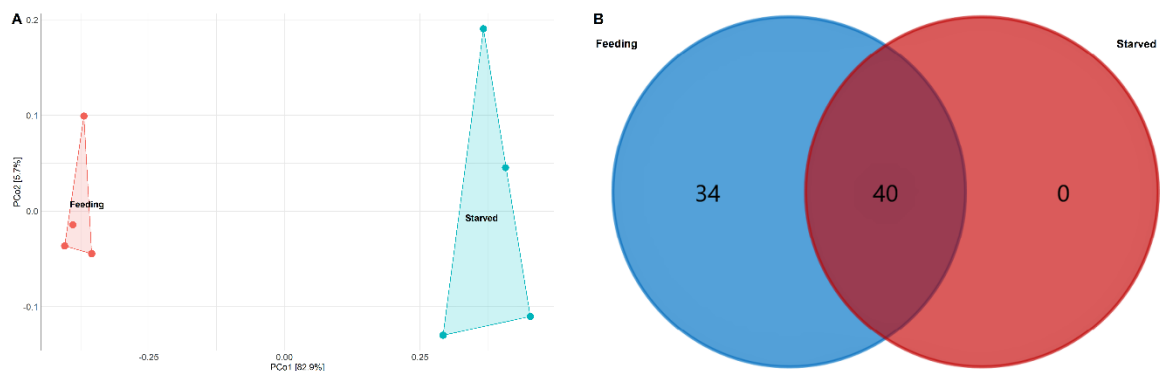 A
0.2
0.1
0.0
-0.1
PCo2 [5.7%]
Feeding
Starved
-0.25
0.00
0.25
PCo1 [82.9%]
B
Feeding
Starved
34
40
0